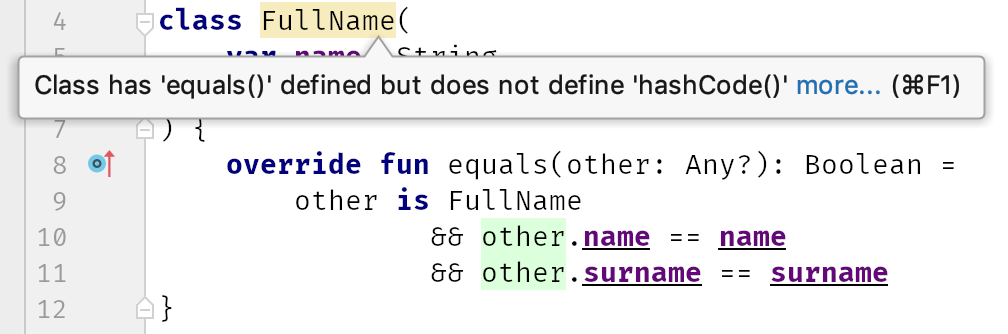 4 class FullName(
5 var name String
Class has 'equals()' defined but does not define 'hashCode()' more... (⌘F1)
7 ) {
8 override fun equals(other: Any?): Boolean =
9 other is FullName
10 && other.name == name
11 && other.surname == surname
12 }